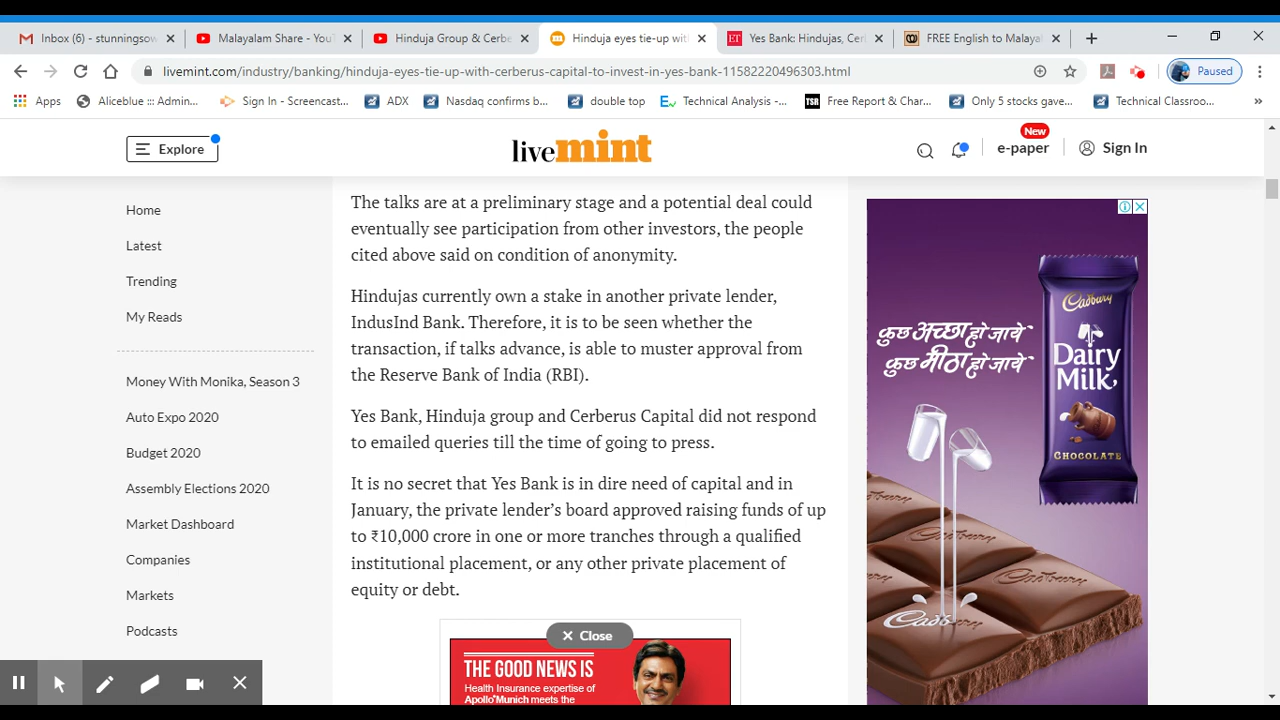 Inbox (6) - stunningsow
Malayalam Share - You
Hinduja Group & Cerbe
Hinduja eyes tie-up with
Yes Bank: Hindujas, Cer
FREE English to Malaya
Paused
livemint.com/industry/banking/hinduja-eyes-tie-up-with-cerberus-capital-to-invest-in-yes-bank-11582220496303.html
Apps
Aliceblue ::: Admin...
Sign In - Screencast...
ADX
Nasdaq confirms b...
double top
Technical Analysis -...
Free Report & Char...
Only 5 stocks gave...
Technical Classroo...
Explore
livemint
New
e-paper
Sign In
Home
Latest
Trending
My Reads
Money With Monika, Season 3
Auto Expo 2020
Budget 2020
Assembly Elections 2020
Market Dashboard
Companies
Markets
Podcasts
The talks are at a preliminary stage and a potential deal could
eventually see participation from other investors, the people
cited above said on condition of anonymity.
Hindujas currently own a stake in another private lender,
IndusInd Bank. Therefore, it is to be seen whether the
transaction, if talks advance, is able to muster approval from
the Reserve Bank of India (RBI).
Yes Bank, Hinduja group and Cerberus Capital did not respond
to emailed queries till the time of going to press.
It is no secret that Yes Bank is in dire need of capital and in
January, the private lender's board approved raising funds of up
to ₹10,000 crore in one or more tranches through a qualified
institutional placement, or any other private placement of
equity or debt.
Close
THE GOOD NEWS IS
Health Insurance expertise of
Apollo Munich meets the
कुछ अच्छा हो जाये
कुछ मीठा हो जाये
Cadbury
Dairy
Milk
CHOCOLATE